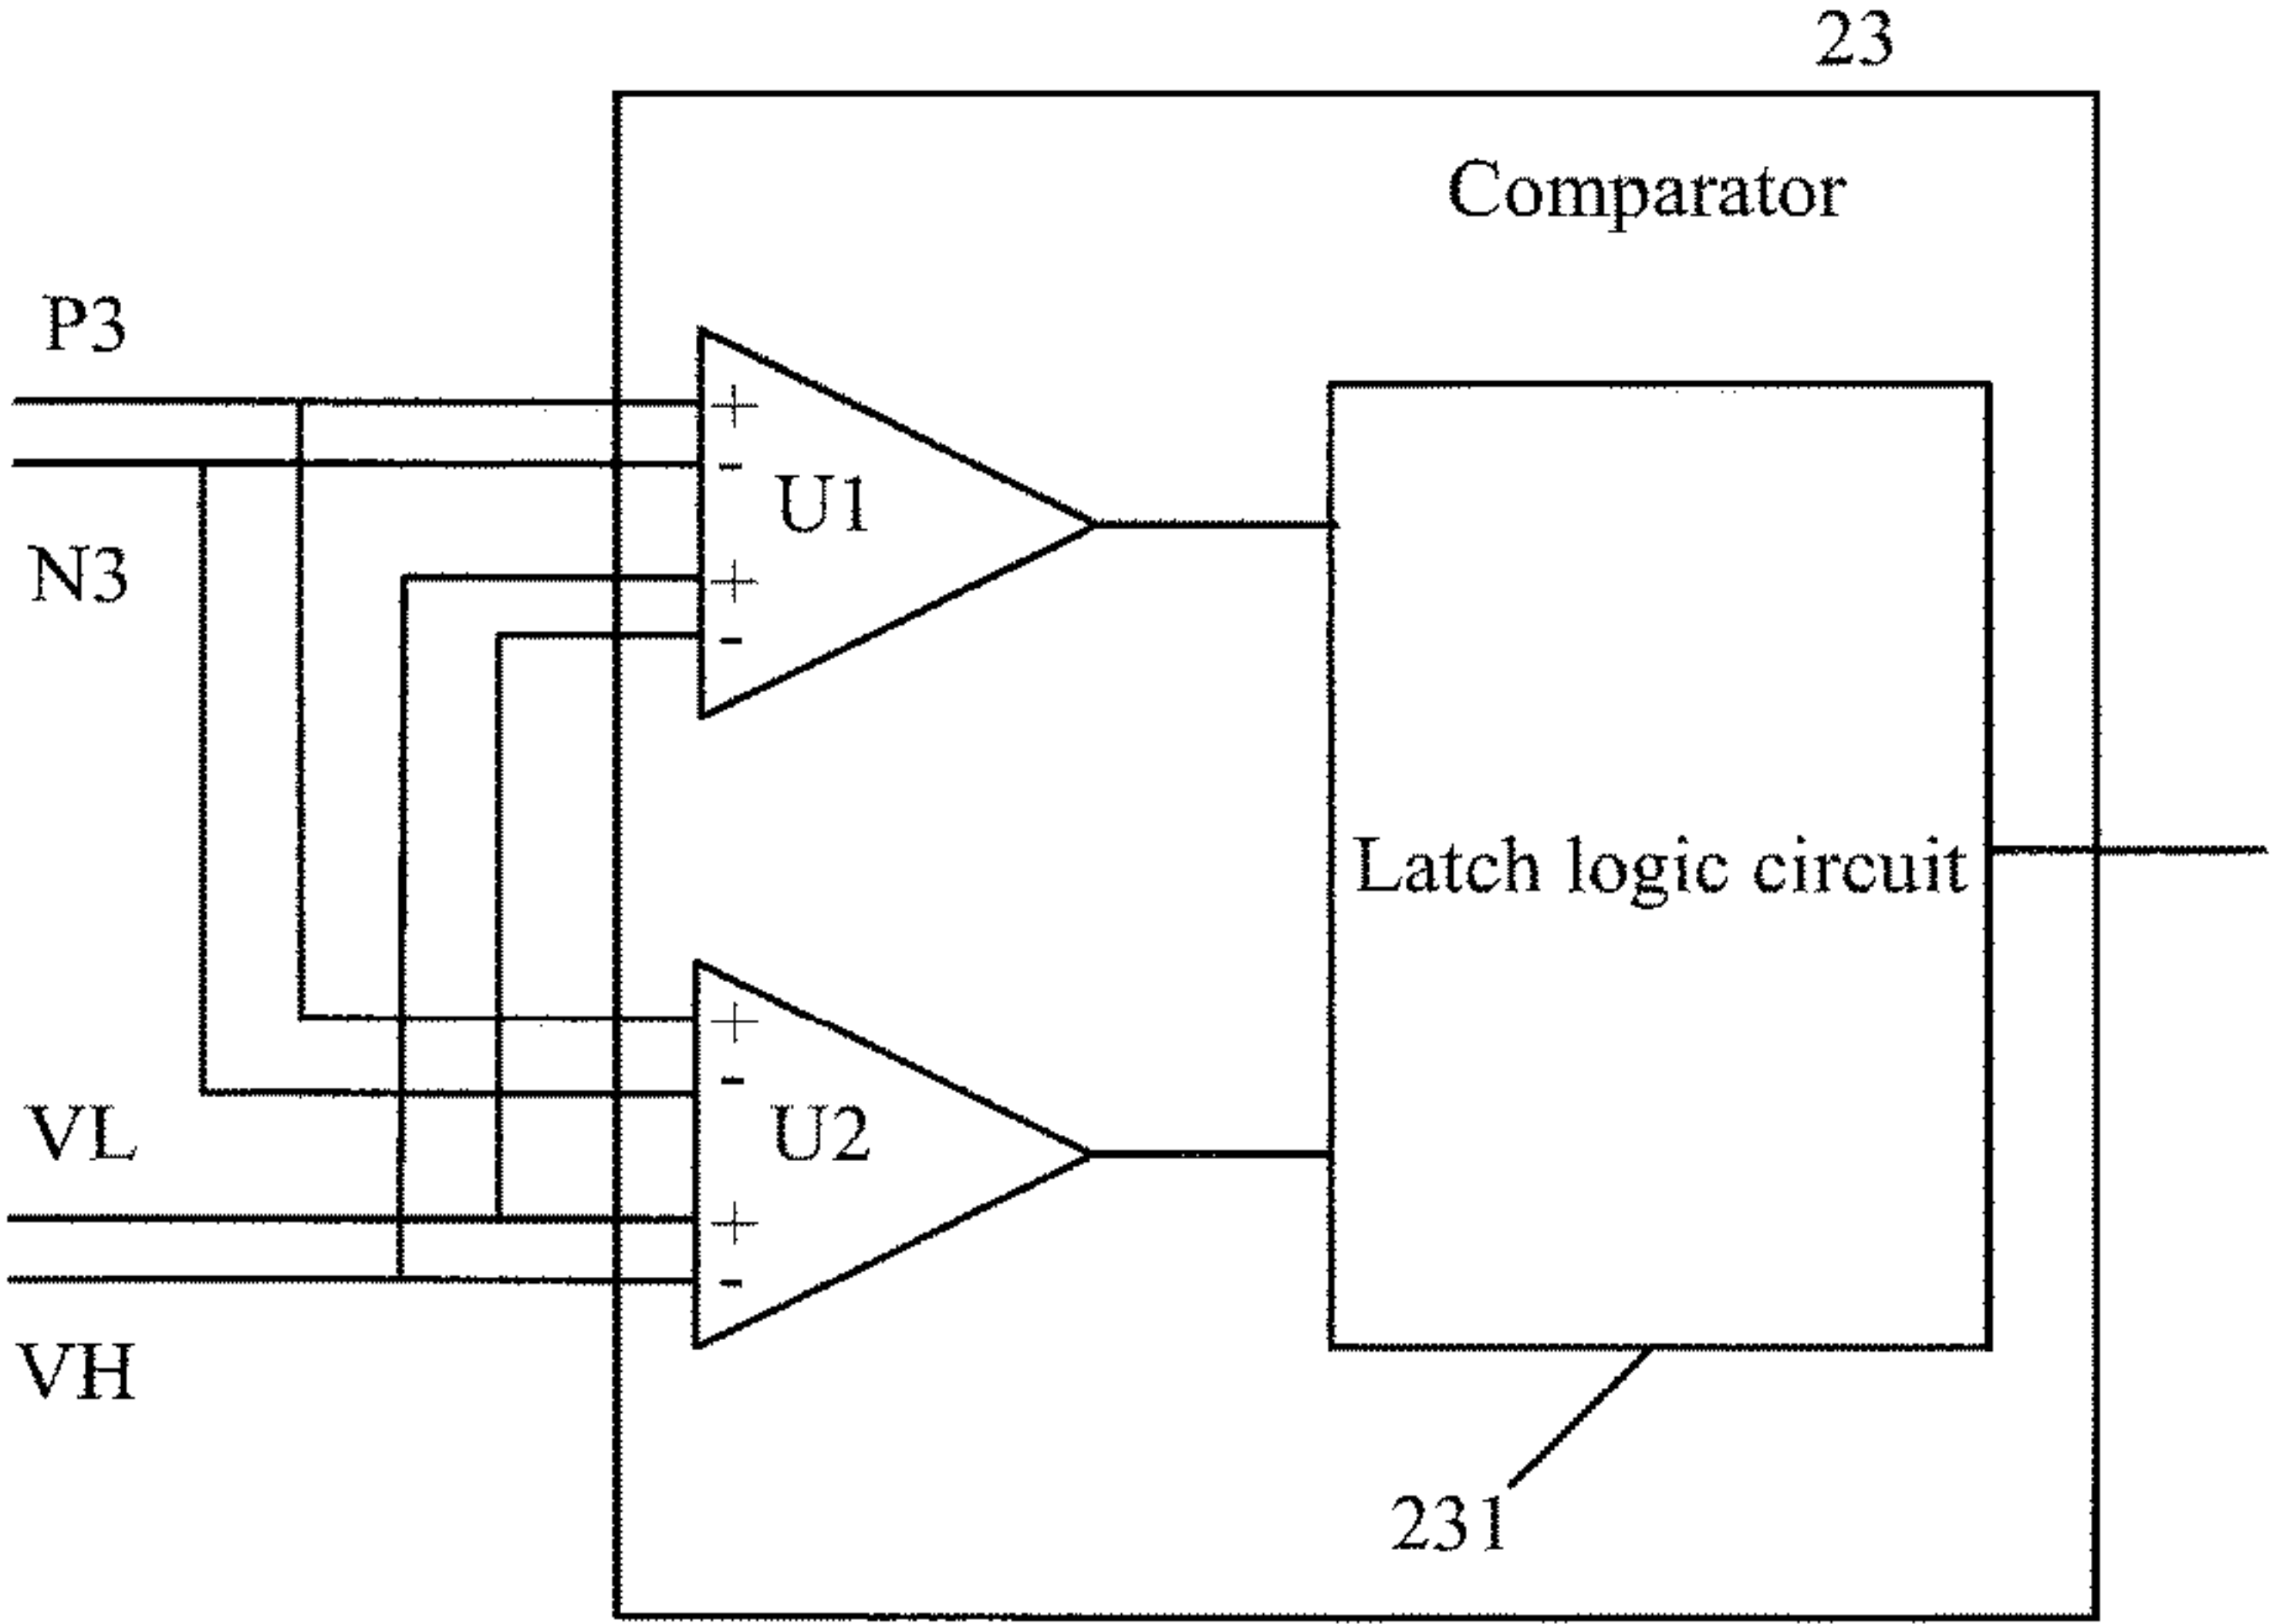 23
Comparator
P3
+
-
U1
N3
+
-
Latch logic circuit
+
-
VL
U2
+
-
VH
231